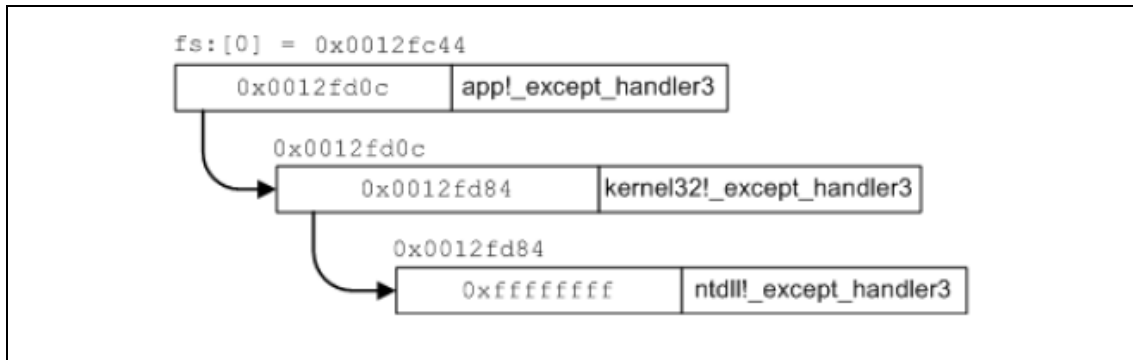 fs:[0] = 0x0012fc44
0x0012fd0c app!_except_handler3
0x0012fd0c
0x0012fd84 kernel32!_except_handler3
0x0012fd84
0xffffffff ntdll!_except_handler3